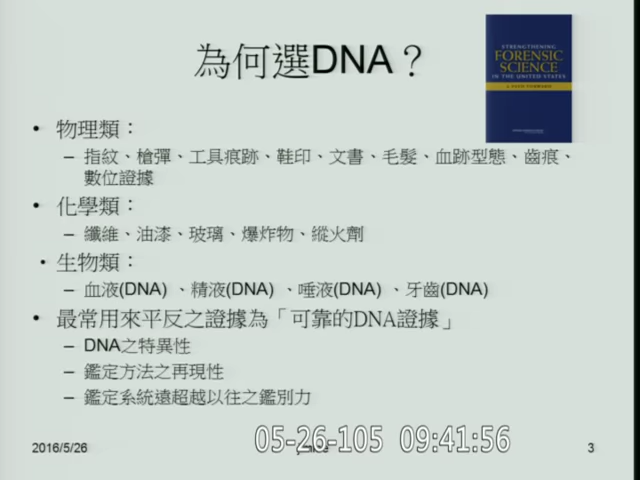 為何選DNA？
STRENGTHENING
FORENSIC
SCIENCE
IN THE UNITED STATES
A PATH FORWARD
• 物理類：
– 指紋、槍彈、工具痕跡、鞋印、文書、毛髮、血跡型態、齒痕、
數位證據
• 化學類：
– 纖維、油漆、玻璃、爆炸物、縱火劑
• 生物類：
– 血液(DNA) 、精液(DNA) 、唾液(DNA) 、牙齒(DNA)
• 最常用來平反之證據為「可靠的DNA證據」
– DNA之特異性
– 鑑定方法之再現性
– 鑑定系統遠超越以往之鑑別力
2016/5/26
05-26-105 09:41:56
3